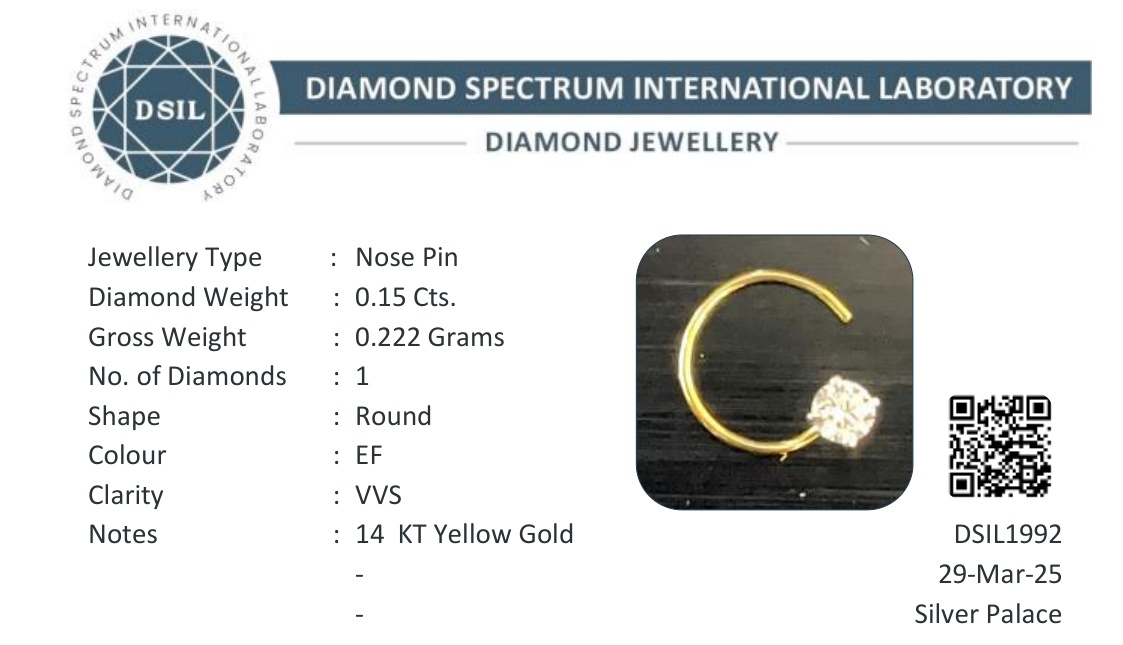 DIAMOND SPECTRUM INTERNATIONAL LABORATORY
DSIL
DIAMOND SPECTRUM INTERNATIONAL LABORATORY
DIAMOND JEWELLERY
Jewellery Type : Nose Pin
Diamond Weight : 0.15 Cts.
Gross Weight : 0.222 Grams
No. of Diamonds : 1
Shape : Round
Colour : EF
Clarity : VVS
Notes : 14 KT Yellow Gold
-
-
DSIL1992
29-Mar-25
Silver Palace